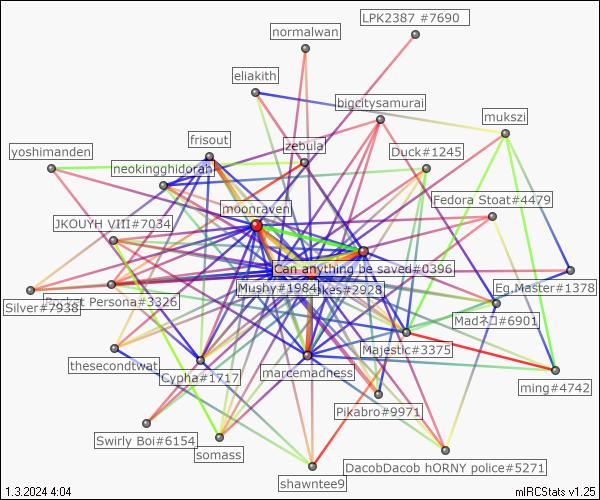 LPK2387 #7690
normalwan
eliakith
bigcitysamurai
mukszi
frisout
zebula
yoshimanden
Duck#1245
neokingghidorah
Fedora Stoat#4479
moonraven
JKOUYH VIII#7034
Can anything be saved#0396
Mushy#1984
kes#2928
Eg.Master#1378
Persona#3326
Silver#7938
Madネコ#6901
Majestic#3375
thesecondtwat
Cypha#1717
marcemadness
ming#4742
Pikabro#9971
Swirly Boi#6154
somass
DacobDacob hORNY police#5271
shawntee9
1.3.2024 4:04
mIRCStats v1.25